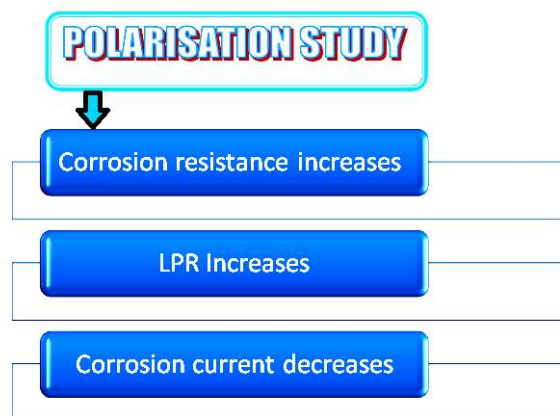 POLARISATION STUDY
Corrosion resistance increases
LPR Increases
Corrosion current decreases